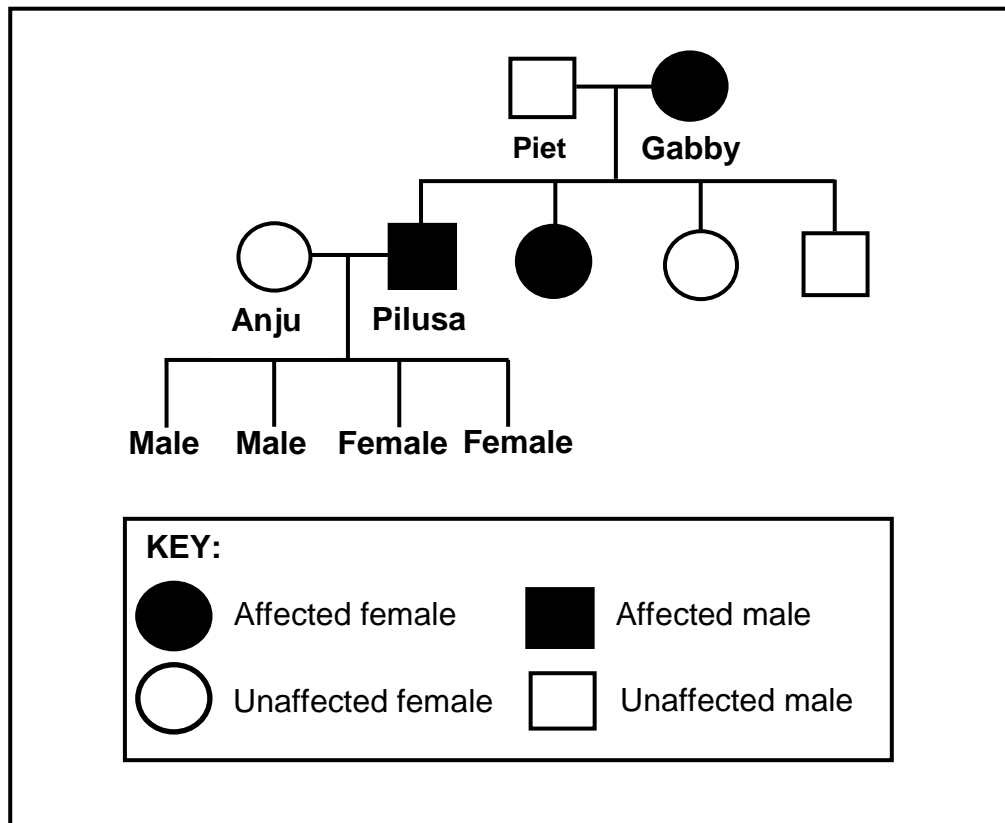 Piet Gabby
Anju Pilusa
Male Male Female Female
KEY:
Affected female Affected male
Unaffected female Unaffected male